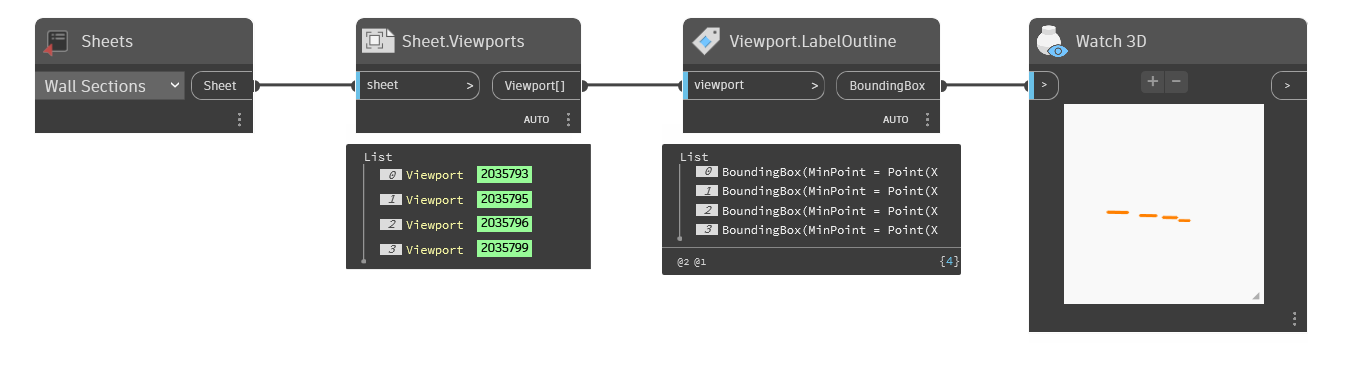 Sheets
Wall Sections
Sheet
Sheet.Viewports
sheet
>
Viewport[]
AUTO
List
0 Viewport 2035793
1 Viewport 2035795
2 Viewport 2035796
3 Viewport 2035799
Viewport.LabelOutline
viewport
>
BoundingBox
AUTO
List
0 BoundingBox(MinPoint = Point(X
1 BoundingBox(MinPoint = Point(X
2 BoundingBox(MinPoint = Point(X
3 BoundingBox(MinPoint = Point(X
@2 @1 {4}
Watch 3D
>
+ −
>